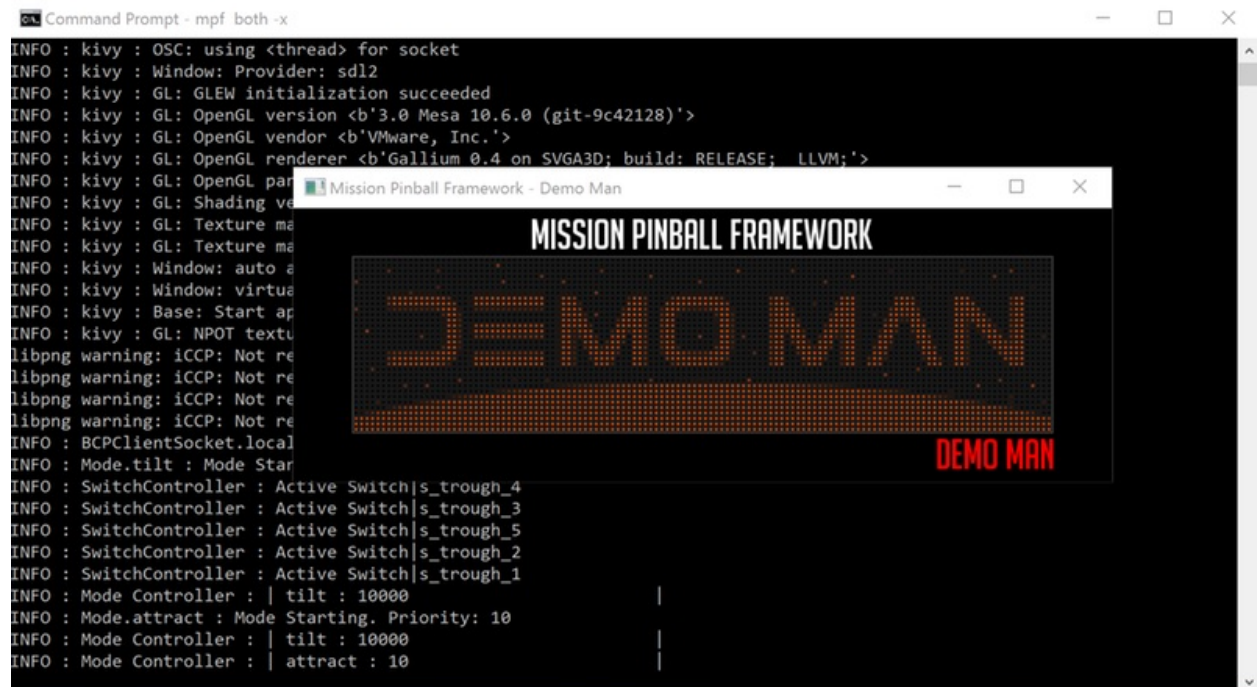 Command Prompt - mpf both -x
INFO : kivy : OSC: using <thread> for socket
INFO : kivy : Window: Provider: sdl2
INFO : kivy : GL: GLEW initialization succeeded
INFO : kivy : GL: OpenGL version <b'3.0 Mesa 10.6.0 (git-9c42128)'>
INFO : kivy : GL: OpenGL vendor <b'VMware, Inc.'>
INFO : kivy : GL: OpenGL renderer <b'Gallium 0.4 on SVGA3D; build: RELEASE;  LLVM;'>
INFO : kivy : GL: OpenGL par
INFO : kivy : GL: Shading ve
INFO : kivy : GL: Texture ma
INFO : kivy : GL: Texture ma
INFO : kivy : Window: auto a
INFO : kivy : Window: virtua
INFO : kivy : Base: Start ap
INFO : kivy : GL: NPOT textu
libpng warning: iCCP: Not re
libpng warning: iCCP: Not re
libpng warning: iCCP: Not re
libpng warning: iCCP: Not re
INFO : BCPClientSocket.local
INFO : Mode.tilt : Mode Star
INFO : SwitchController : Active Switch|s_trough_4
INFO : SwitchController : Active Switch|s_trough_3
INFO : SwitchController : Active Switch|s_trough_5
INFO : SwitchController : Active Switch|s_trough_2
INFO : SwitchController : Active Switch|s_trough_1
INFO : Mode Controller : | tilt : 10000 |
INFO : Mode.attract : Mode Starting. Priority: 10
INFO : Mode Controller : | tilt : 10000 |
INFO : Mode Controller : | attract : 10 |
Mission Pinball Framework - Demo Man
MISSION PINBALL FRAMEWORK
DEMO MAN
DEMO MAN